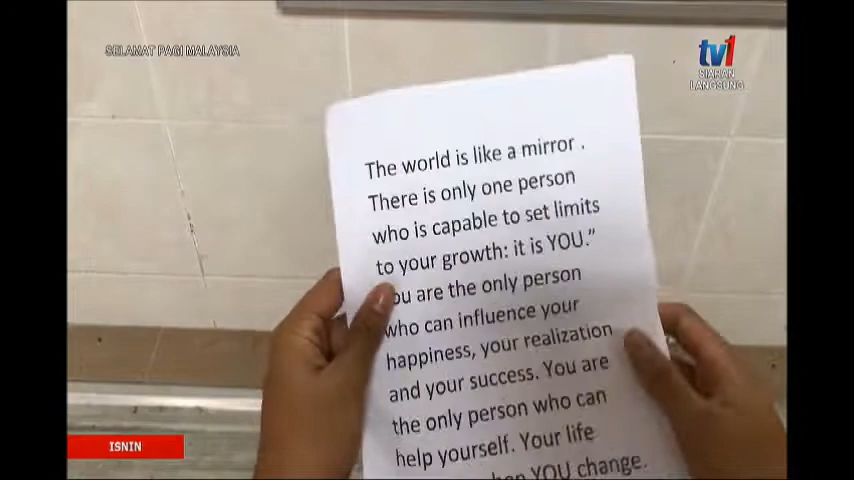 SELAMAT PAGI MALAYSIA
tv1
SIARAN
LANGSUNG
The world is like a mirror .
There is only one person
who is capable to set limits
to your growth: it is YOU.”
are the only person
who can influence your
happiness, your realization
and your success. You are
the only person who can
help yourself. Your life
YOU change.
ISNIN